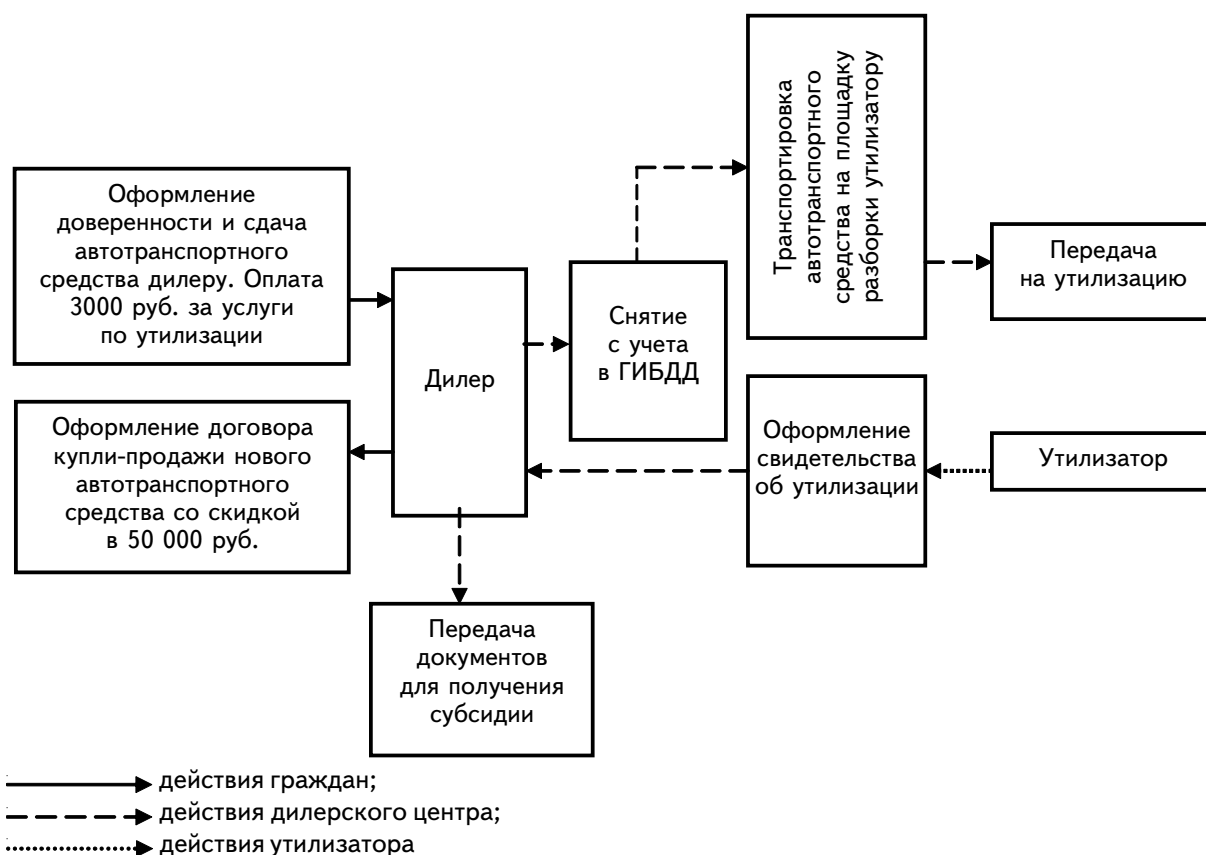 Оформление
доверенности и сдача
автотранспортного
средства дилеру. Оплата
3000 руб. за услуги
по утилизации
Оформление договора
купли-продажи нового
автотранспортного
средства со скидкой
в 50 000 руб.
Дилер
Снятие
с учета
в ГИБДД
Транспортировка
автотранспортного
средства на площадку
разборки утилизатору
Передача
на утилизацию
Оформление
свидетельства
об утилизации
Утилизатор
Передача
документов
для получения
субсидии
действия граждан;
действия дилерского центра;
действия утилизатора